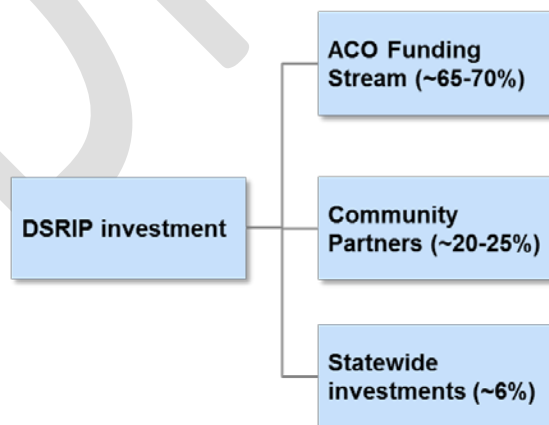 ACO Funding
Stream (~65-70%)
DSRIP investment
Community
Partners (~20-25%)
Statewide
investments (~6%)